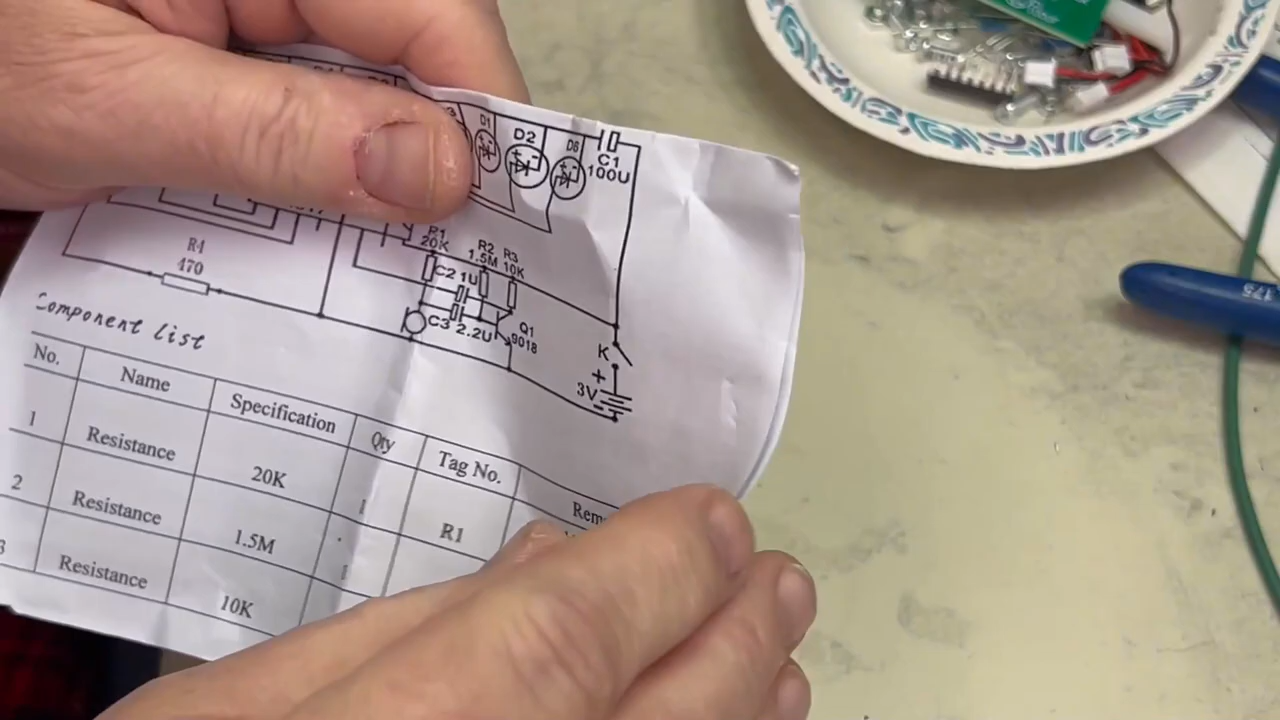 D1
D2
D6
C1
100U
R1
20K
R2
1.5M
R3
10K
R4
470
C2 1U
C3 2.2U
Q1
9018
K
+
3V
-
Component list
No. Name Specification Qty Tag No. Rem
1 Resistance 20K 1 R1
2 Resistance 1.5M 1
3 Resistance 10K